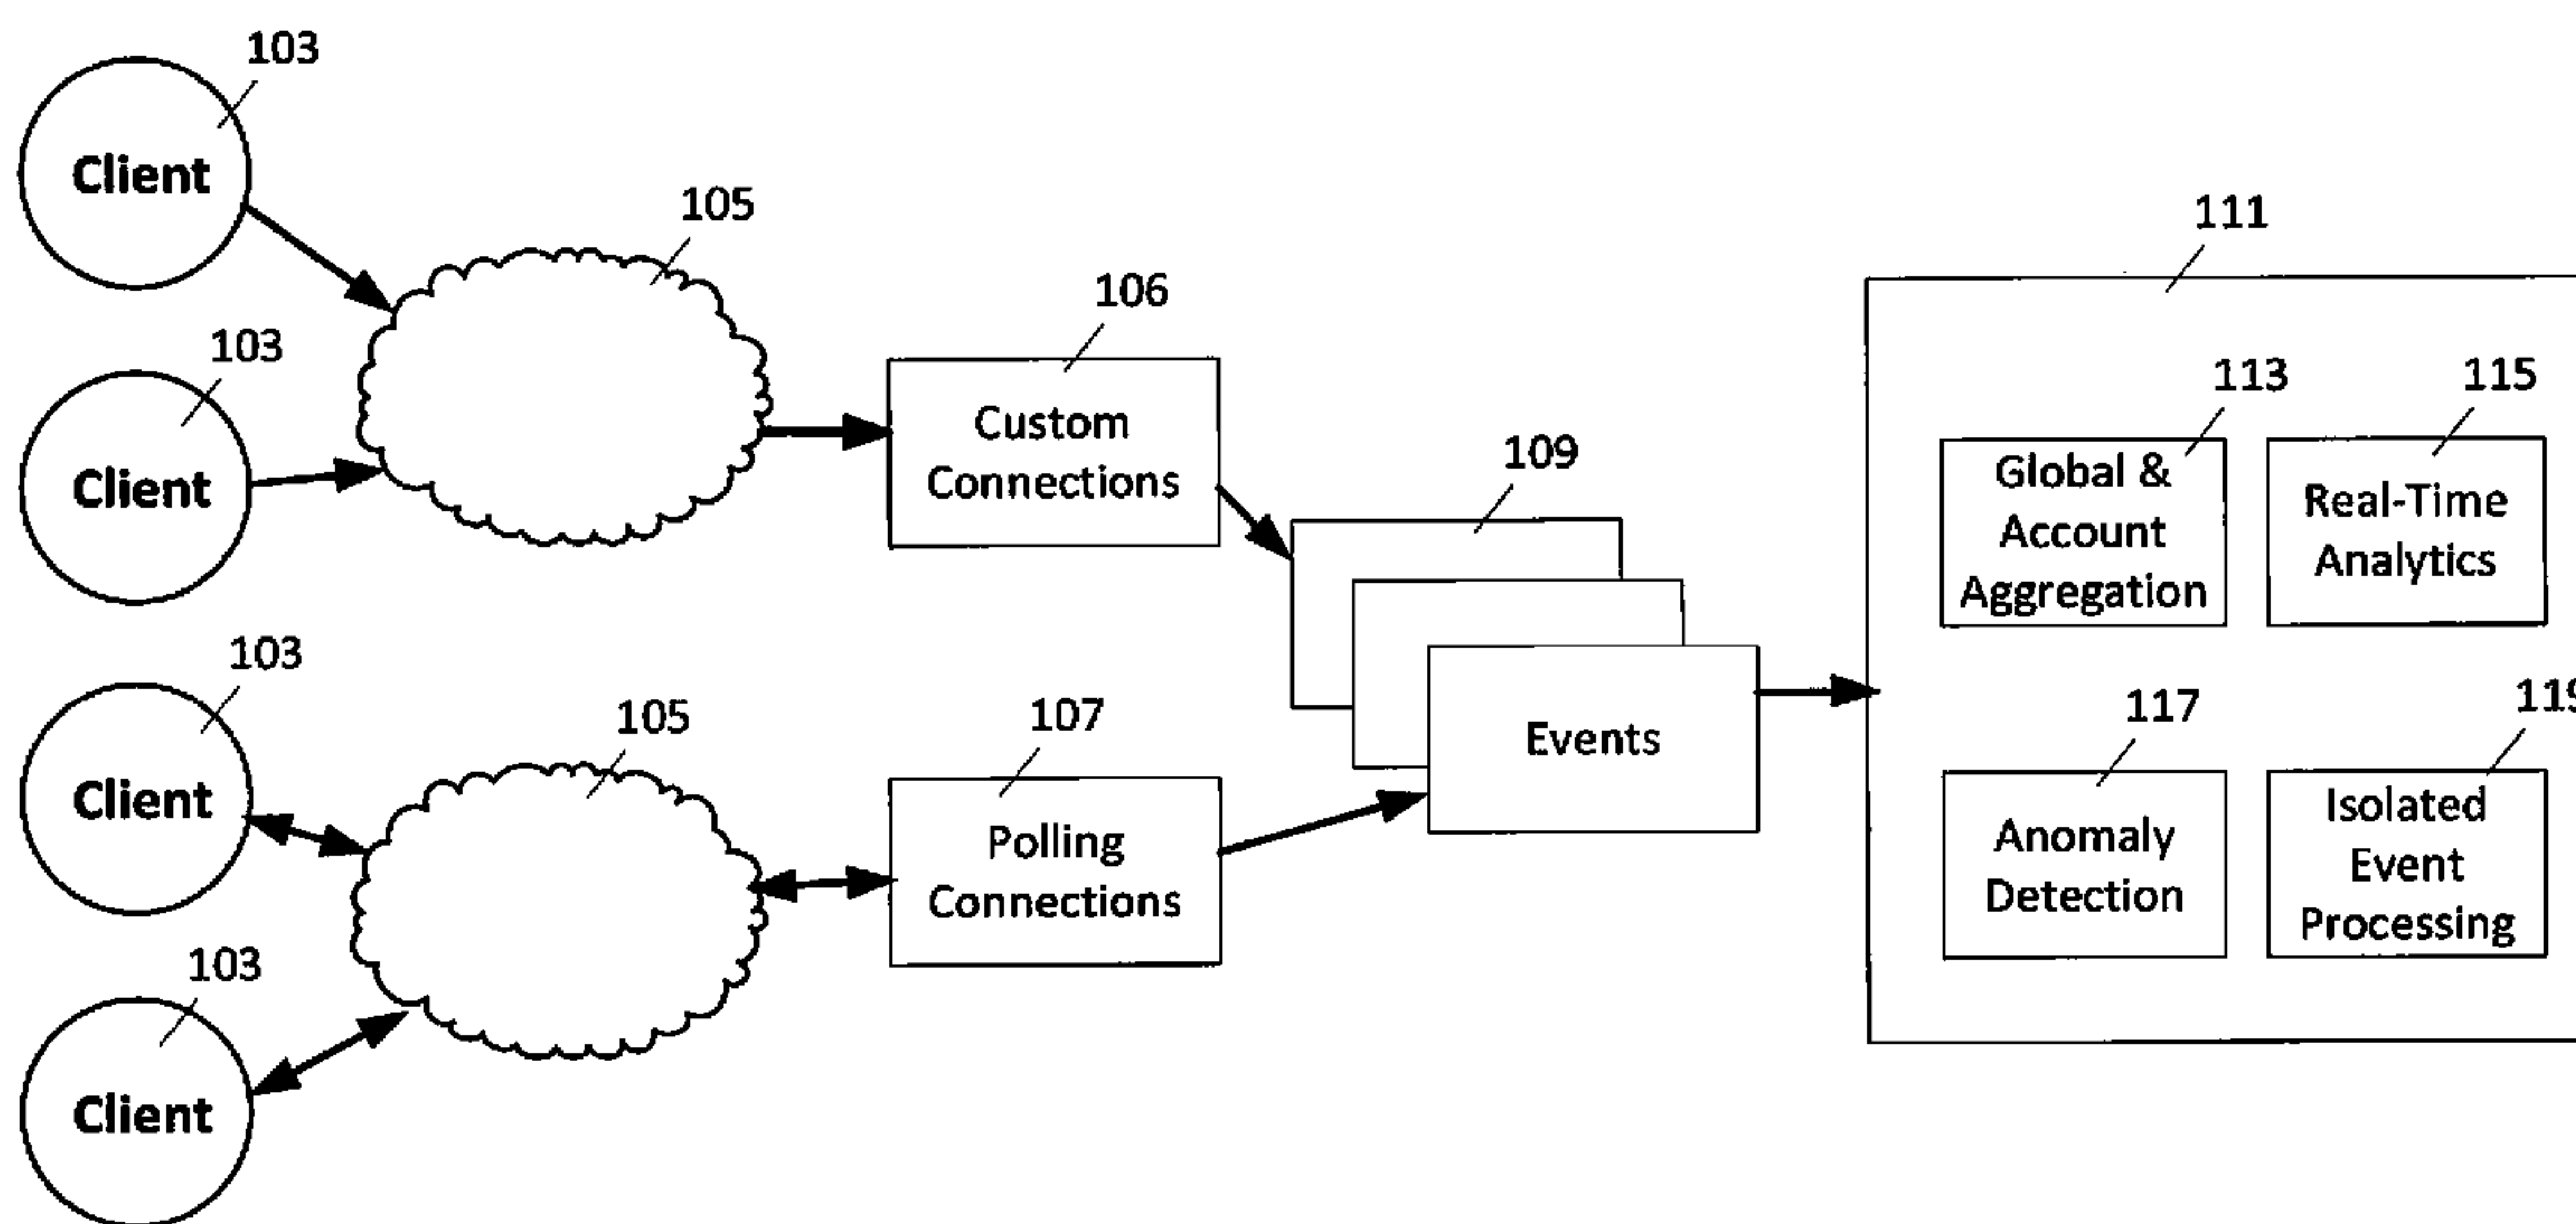 103
Client
105
103
Client
106
Custom
Connections
109
Events
111
113
Global &
Account
Aggregation
115
Real-Time
Analytics
103
Client
105
107
Polling
Connections
103
Client
117
Anomaly
Detection
Isolated
Event
Processing